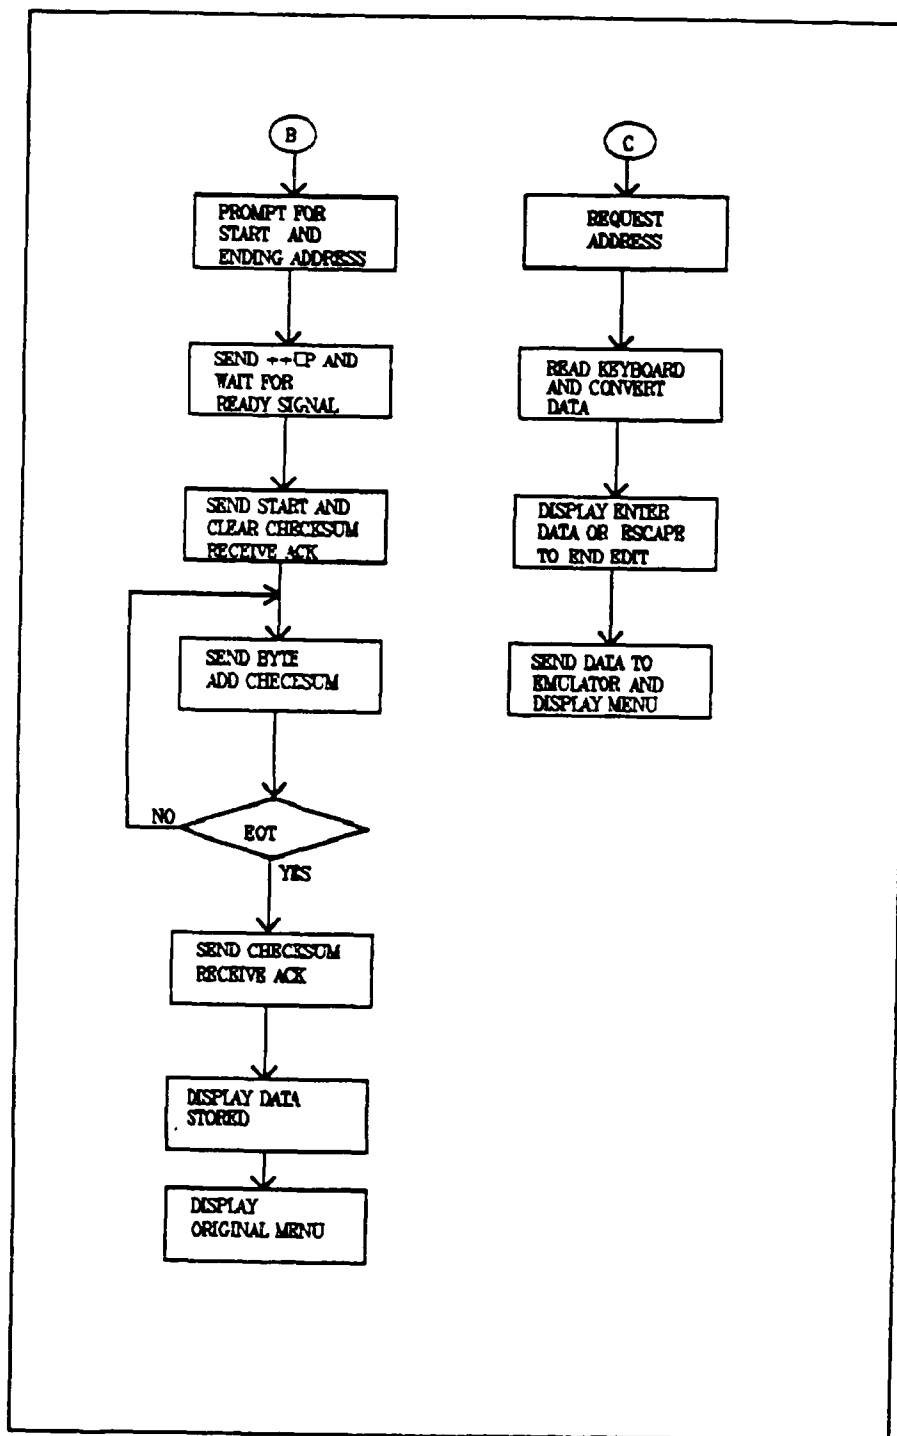 B
PROMPT FOR
START AND
ENDING ADDRESS
SEND AND
WAIT FOR
READY SIGNAL
SEND START AND
CLEAR CHECKSUM
RECEIVE ACK
SEND BYTE
ADD CHECKSUM
NO
EOT
YES
SEND CHECKSUM
RECEIVE ACK
DISPLAY DATA
STORED
DISPLAY
ORIGINAL MENU
C
REQUEST
ADDRESS
READ KEYBOARD
AND CONVERT
DATA
DISPLAY ENTER
DATA OR ESCAPE
TO END EDIT
SEND DATA TO
EMULATOR AND
DISPLAY MENU